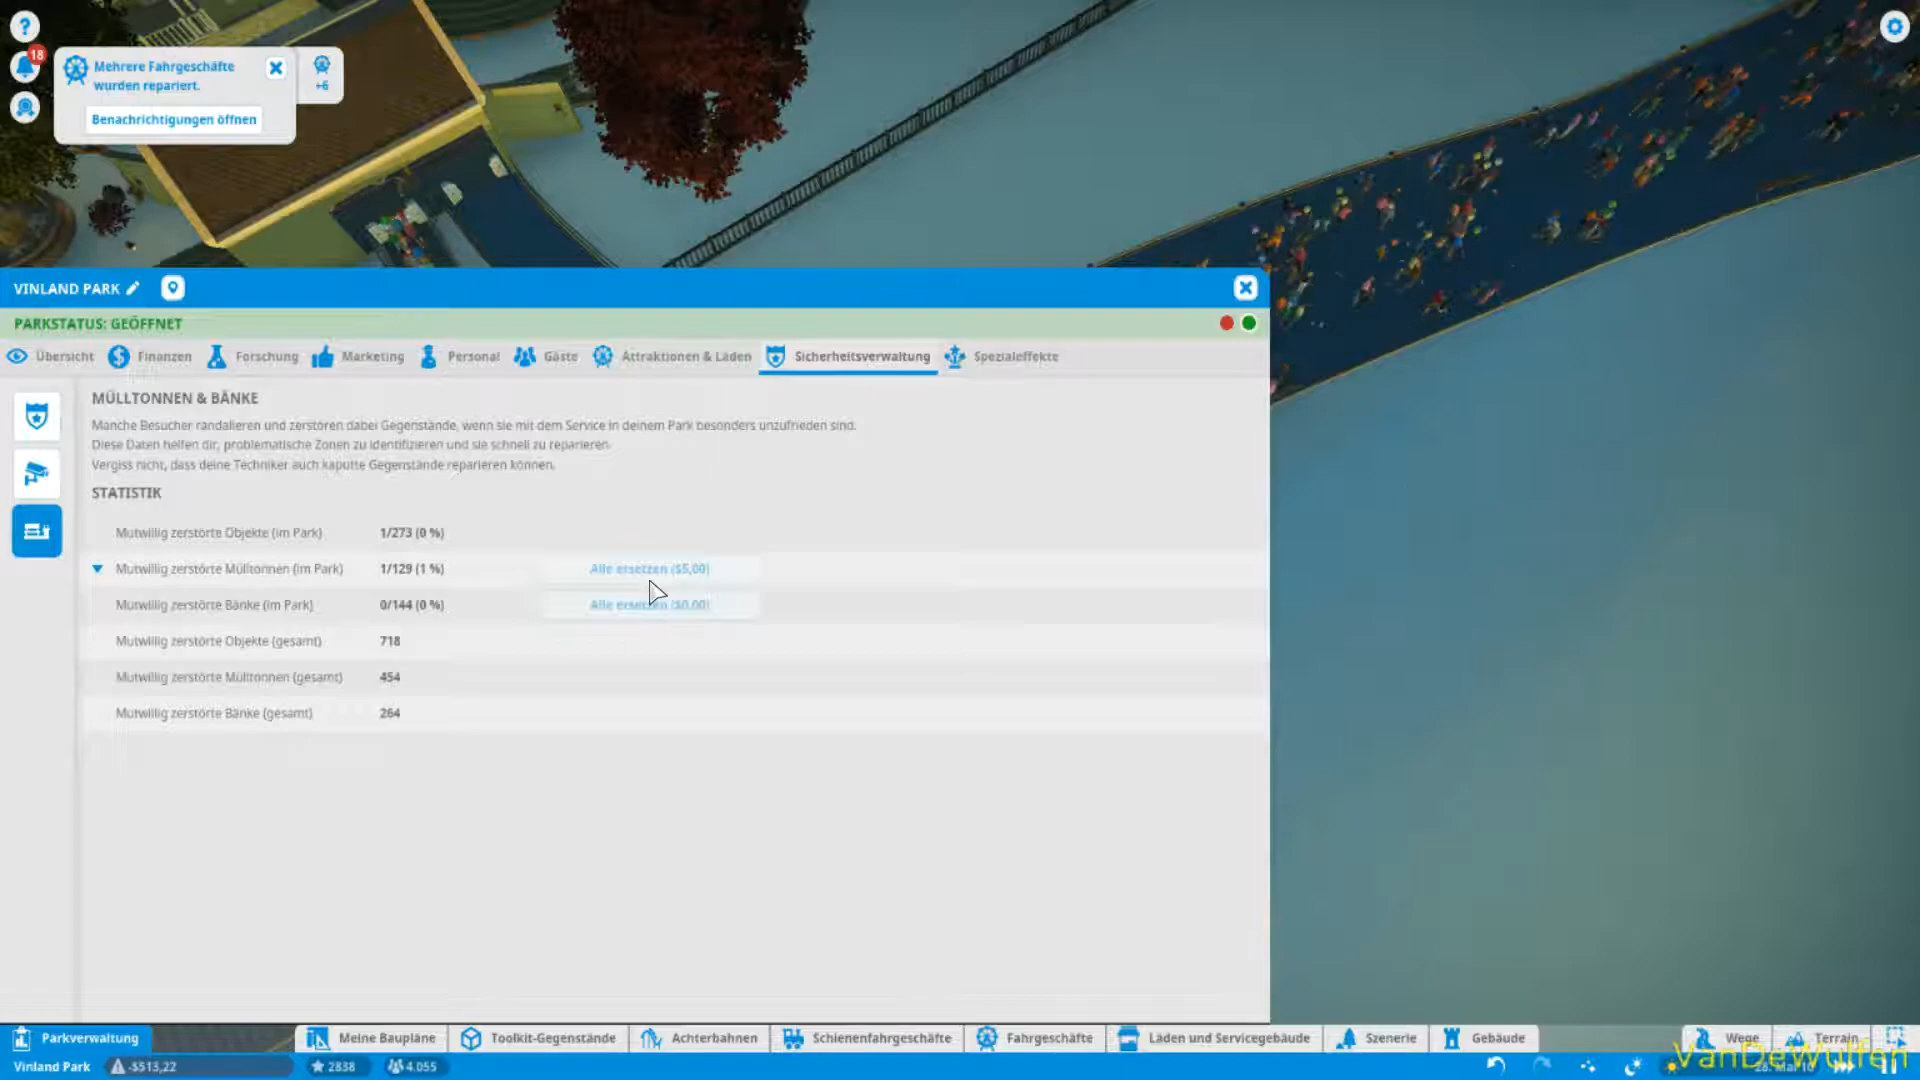 ?
18
Mehrere Fahrgeschäfte
wurden repariert.
+6
Benachrichtigungen öffnen
VINLAND PARK
PARKSTATUS: GEÖFFNET
Übersicht
$
Finanzen
Forschung
Marketing
Personal
Gäste
Attraktionen & Läden
Sicherheitsverwaltung
Spezialeffekte
MÜLLTONNEN & BÄNKE
Manche Besucher randalieren und zerstören dabei Gegenstände, wenn sie mit dem Service in deinem Park besonders unzufrieden sind.
Diese Daten helfen dir, problematische Zonen zu identifizieren und sie schnell zu reparieren.
Vergiss nicht, dass deine Techniker auch kaputte Gegenstände reparieren können.
STATISTIK
Mutwillig zerstörte Objekte (im Park) 1/273 (0 %)
Mutwillig zerstörte Mülltonnen (im Park) 1/129 (1 %) Alle ersetzen ($5,00)
Mutwillig zerstörte Bänke (im Park) 0/144 (0 %) Alle ersetzen ($0,00)
Mutwillig zerstörte Objekte (gesamt) 718
Mutwillig zerstörte Mülltonnen (gesamt) 454
Mutwillig zerstörte Bänke (gesamt) 264
Parkverwaltung
Meine Baupläne
Toolkit-Gegenstände
Achterbahnen
Schienenfahrgeschäfte
Fahrgeschäfte
Läden und Servicegebäude
Szenerie
Gebäude
Wege
Terrain
Vinland Park
-$513,22
2838
4.055
VanDeWulfen